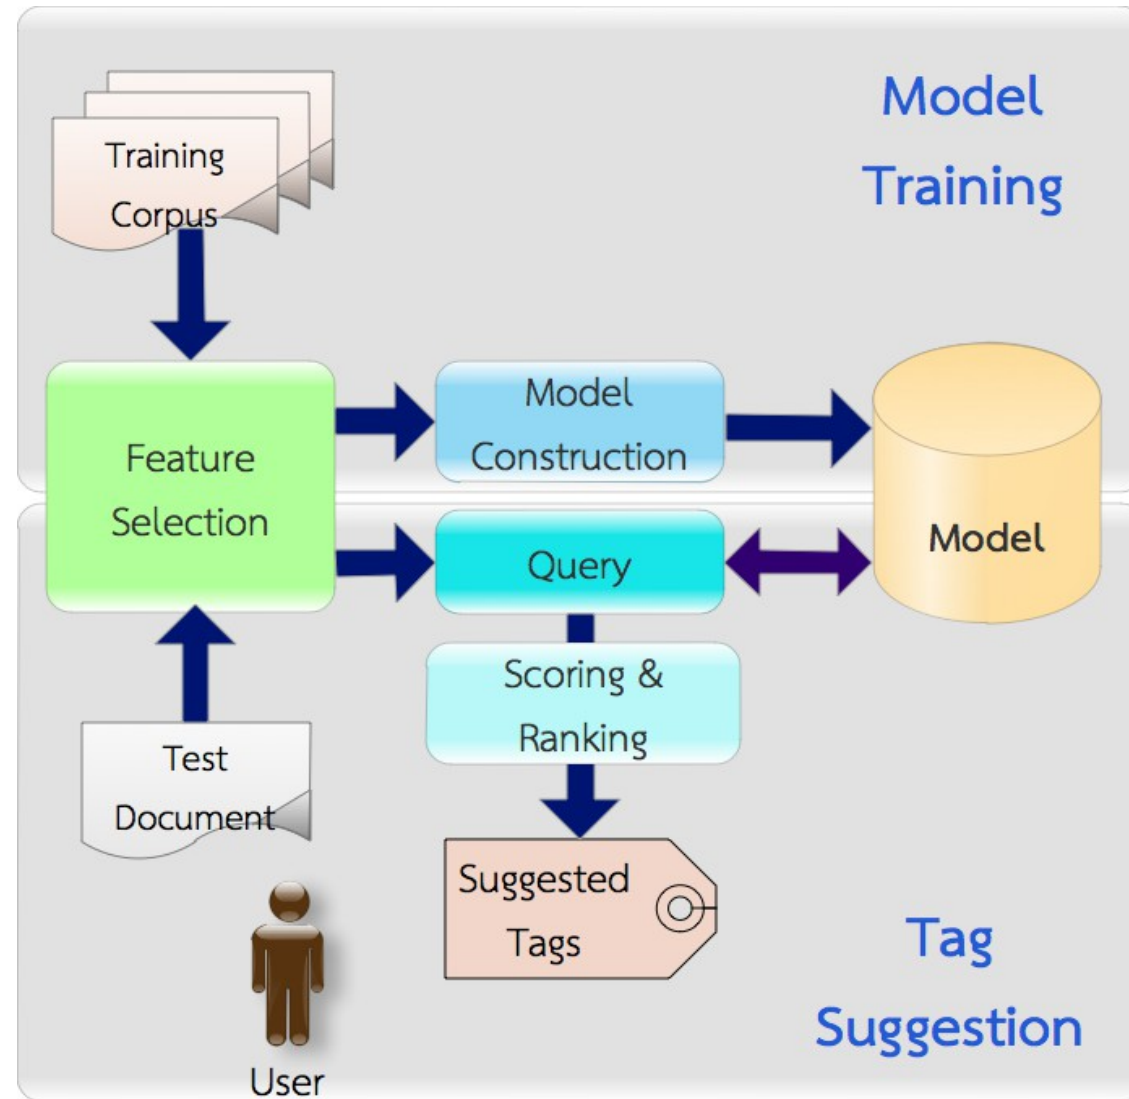 Model
Training
Training
Corpus
Feature
Selection
Model
Construction
Model
Query
Scoring &
Ranking
Test
Document
Suggested
Tags
User
Tag
Suggestion